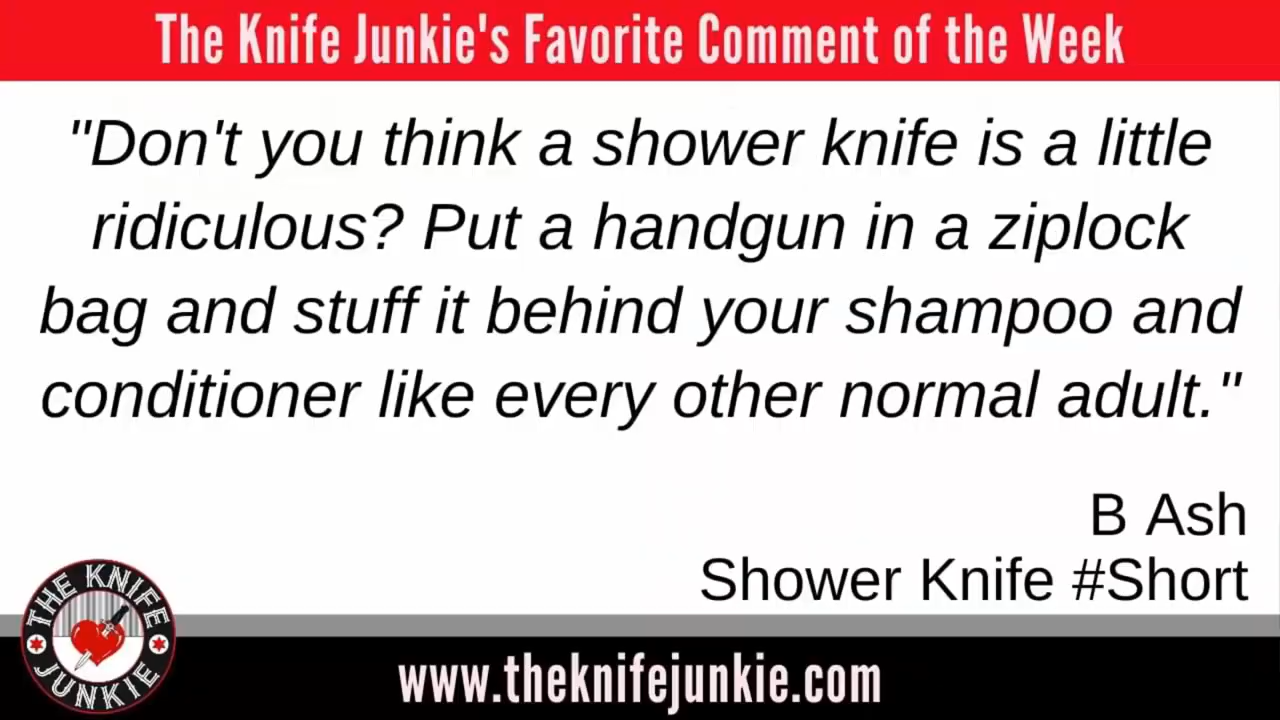 The Knife Junkie's Favorite Comment of the Week
"Don't you think a shower knife is a little
ridiculous? Put a handgun in a ziplock
bag and stuff it behind your shampoo and
conditioner like every other normal adult."
B Ash
Shower Knife #Short
THE KNIFE
JUNKIE
www.theknifejunkie.com